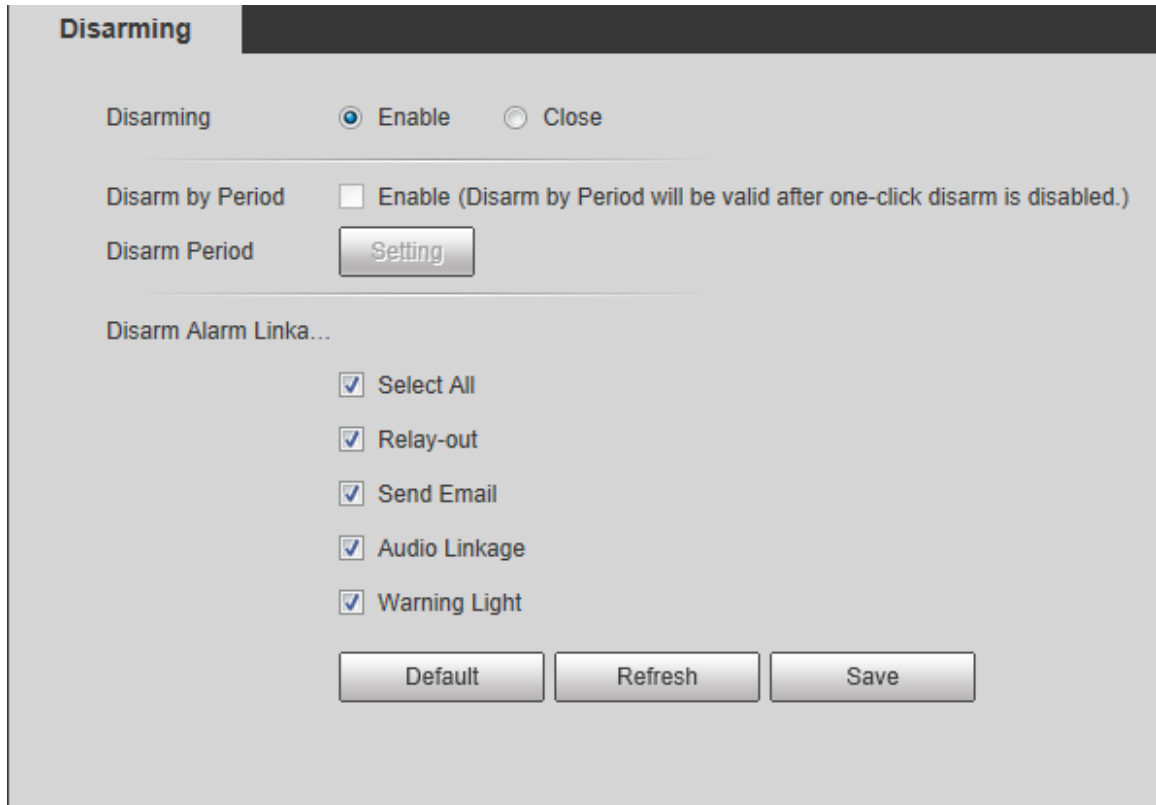 Disarming
Disarming Enable Close
Disarm by Period Enable (Disarm by Period will be valid after one-click disarm is disabled.)
Disarm Period Setting
Disarm Alarm Linka...
Select All
Relay-out
Send Email
Audio Linkage
Warning Light
Default Refresh Save